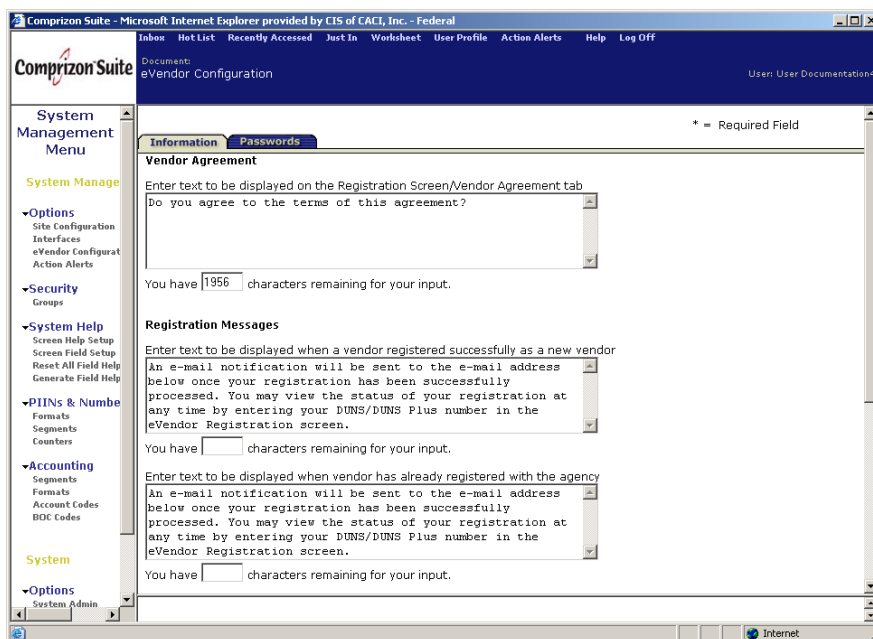 Comprizon Suite - Microsoft Internet Explorer provided by CIS of CACI, Inc. - Federal
Inbox Hot List Recently Accessed Just In Worksheet User Profile Action Alerts Help Log Off
Comprizon Suite
Document:
eVendor Configuration
User: User Documentation4
System
Management
Menu
System Manage
Options
Site Configuration
Interfaces
eVendor Configurat
Action Alerts
Security
Groups
System Help
Screen Help Setup
Screen Field Setup
Reset All Field Help
Generate Field Help
PIINs & Numbe
Formats
Segments
Counters
Accounting
Segments
Formats
Account Codes
BOC Codes
System
Options
System Admin
* = Required Field
Information Passwords
Vendor Agreement
Enter text to be displayed on the Registration Screen/Vendor Agreement tab
Do you agree to the terms of this agreement?
You have 1956 characters remaining for your input.
Registration Messages
Enter text to be displayed when a vendor registered successfully as a new vendor
An e-mail notification will be sent to the e-mail address
below once your registration has been successfully
processed. You may view the status of your registration at
any time by entering your DUNS/DUNS Plus number in the
eVendor Registration screen.
You have characters remaining for your input.
Enter text to be displayed when vendor has already registered with the agency
An e-mail notification will be sent to the e-mail address
below once your registration has been successfully
processed. You may view the status of your registration at
any time by entering your DUNS/DUNS Plus number in the
eVendor Registration screen.
You have characters remaining for your input.
Internet